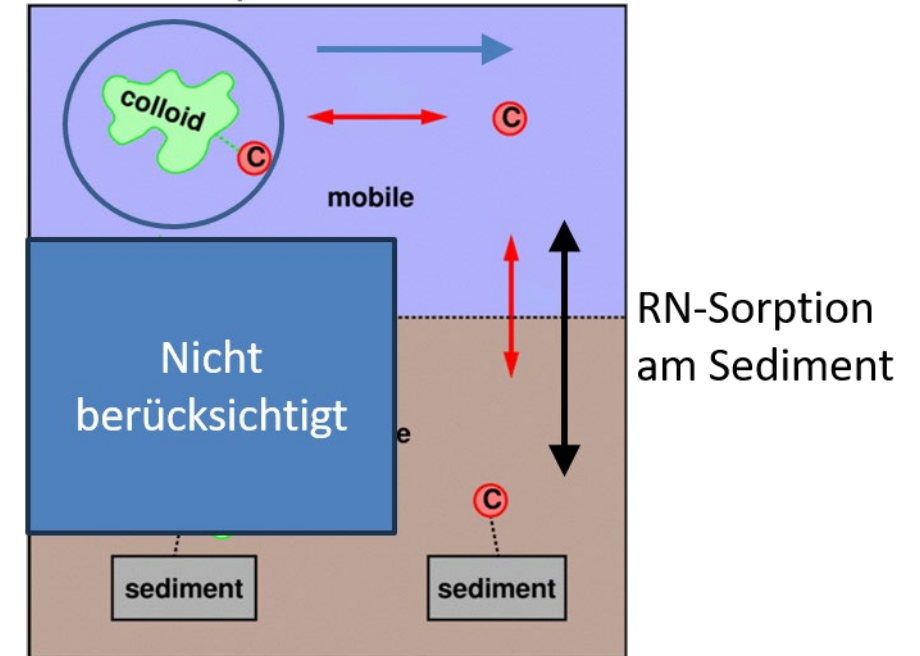 colloid
C
C
mobile
RN-Sorption
am Sediment
Nicht
berücksichtigt
e
C
sediment
sediment